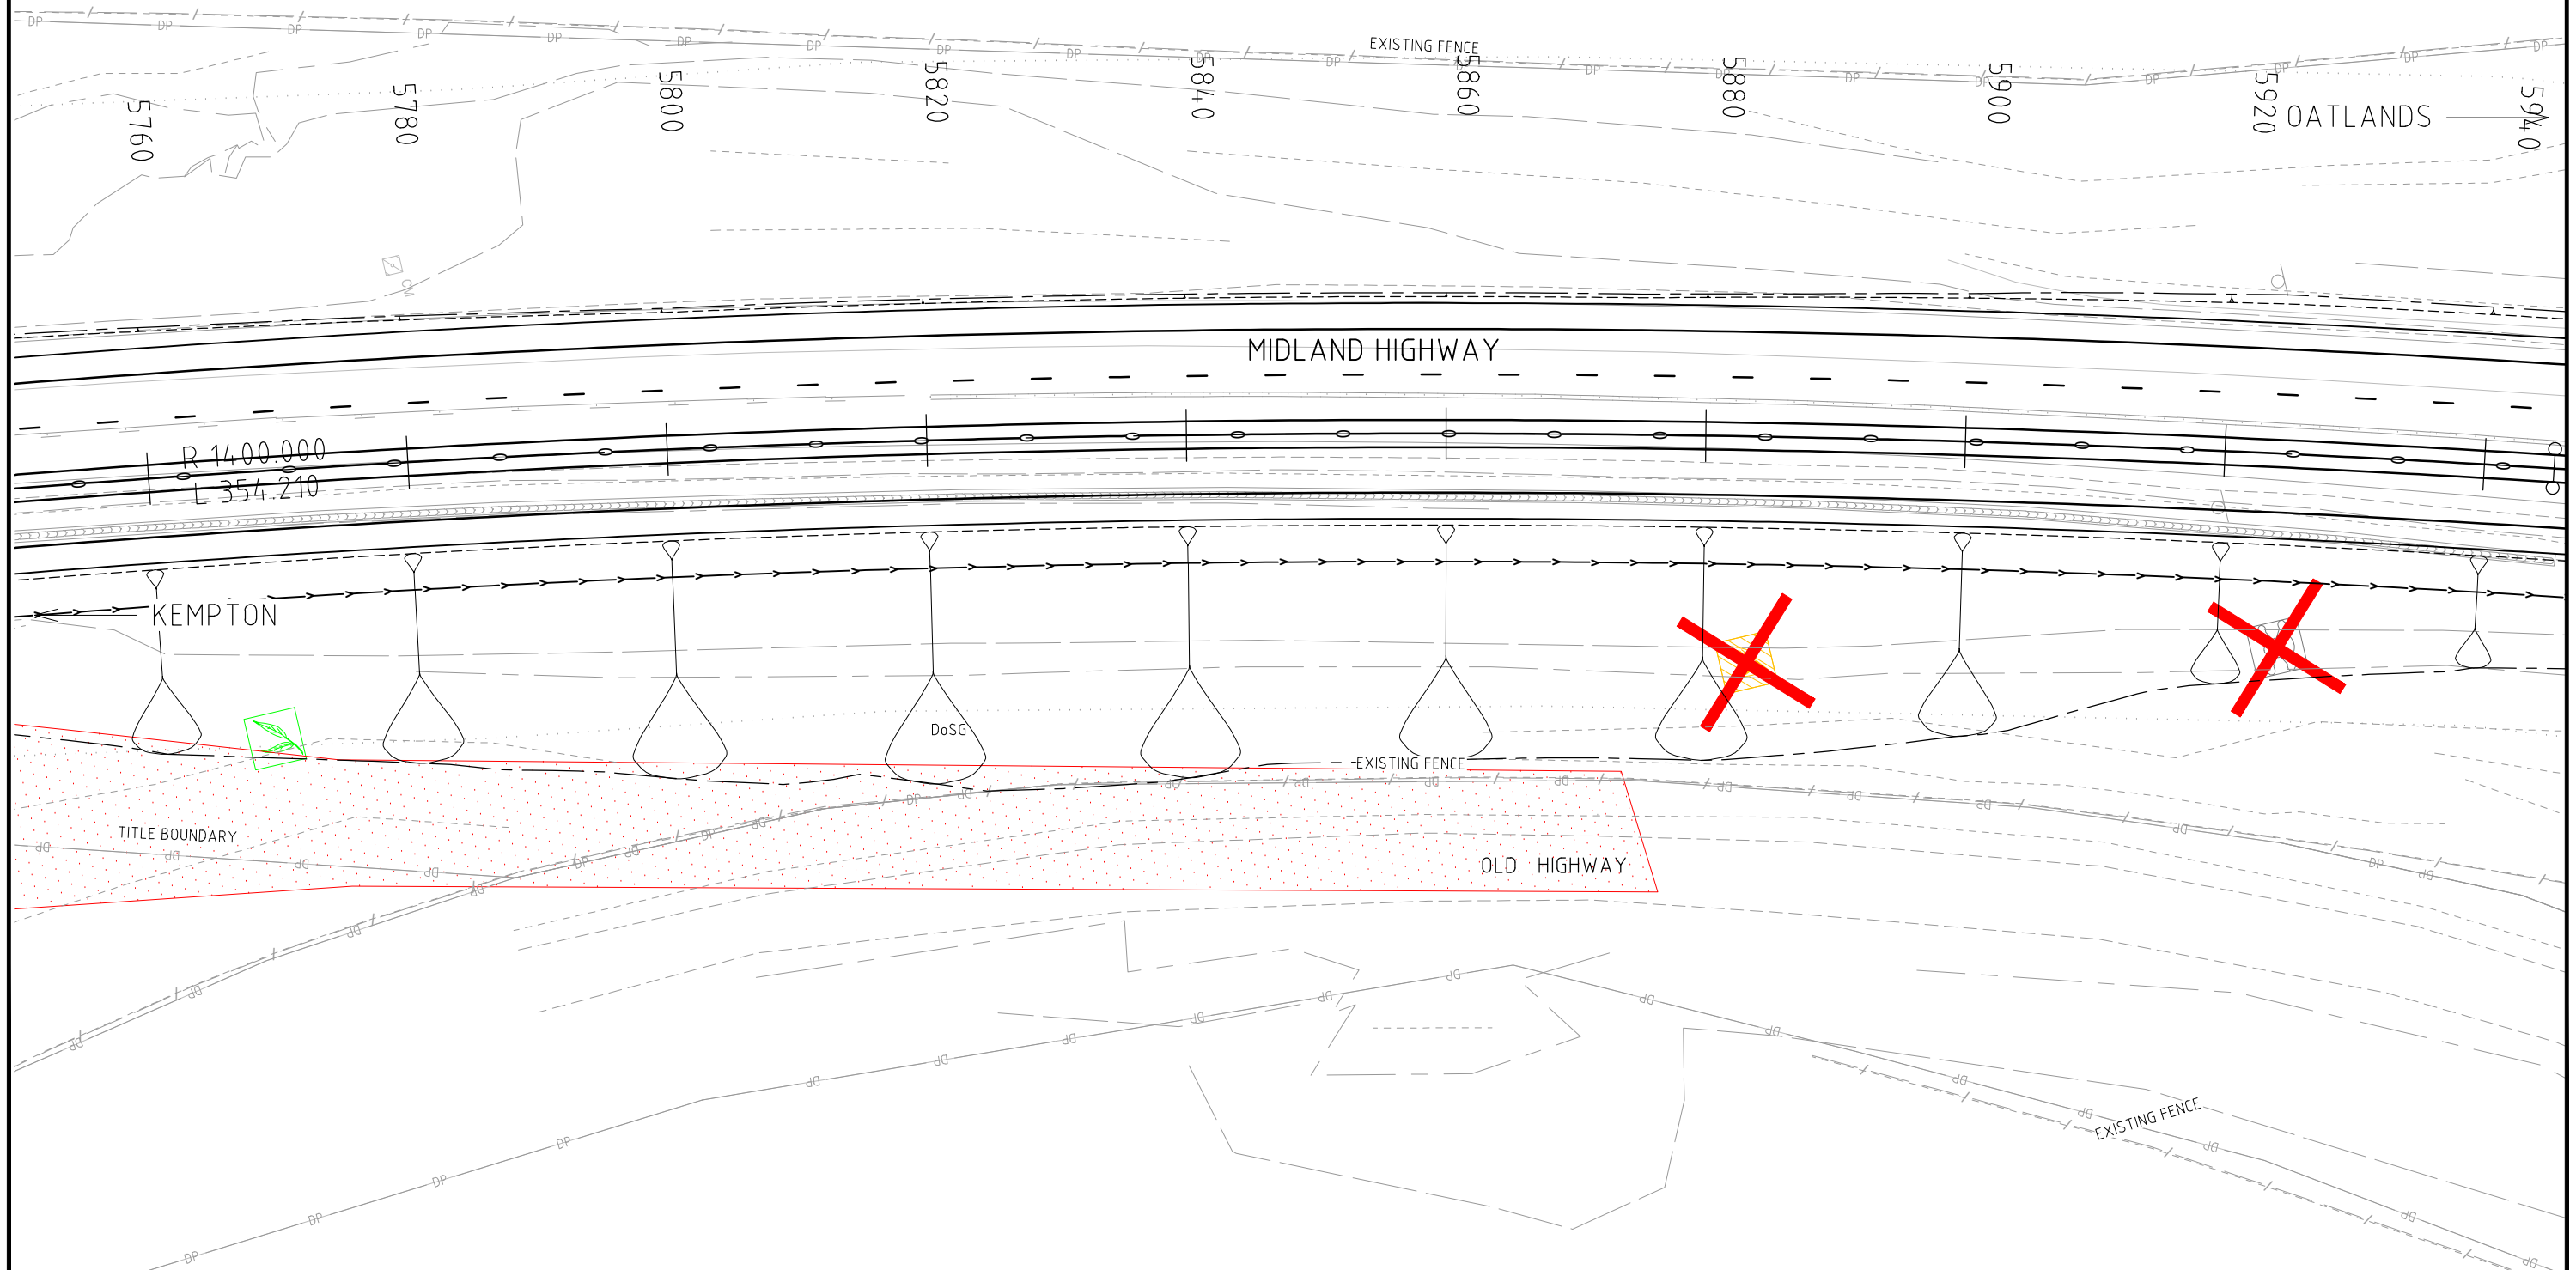 EXISTING FENCE
5760
5780
5800
5820
5840
5860
5880
5900
5920
5940
OATLANDS
MIDLAND HIGHWAY
R 1400.000
L 354.210
KEMPTON
DoSG
EXISTING FENCE
TITLE BOUNDARY
OLD HIGHWAY
EXISTING FENCE
DP